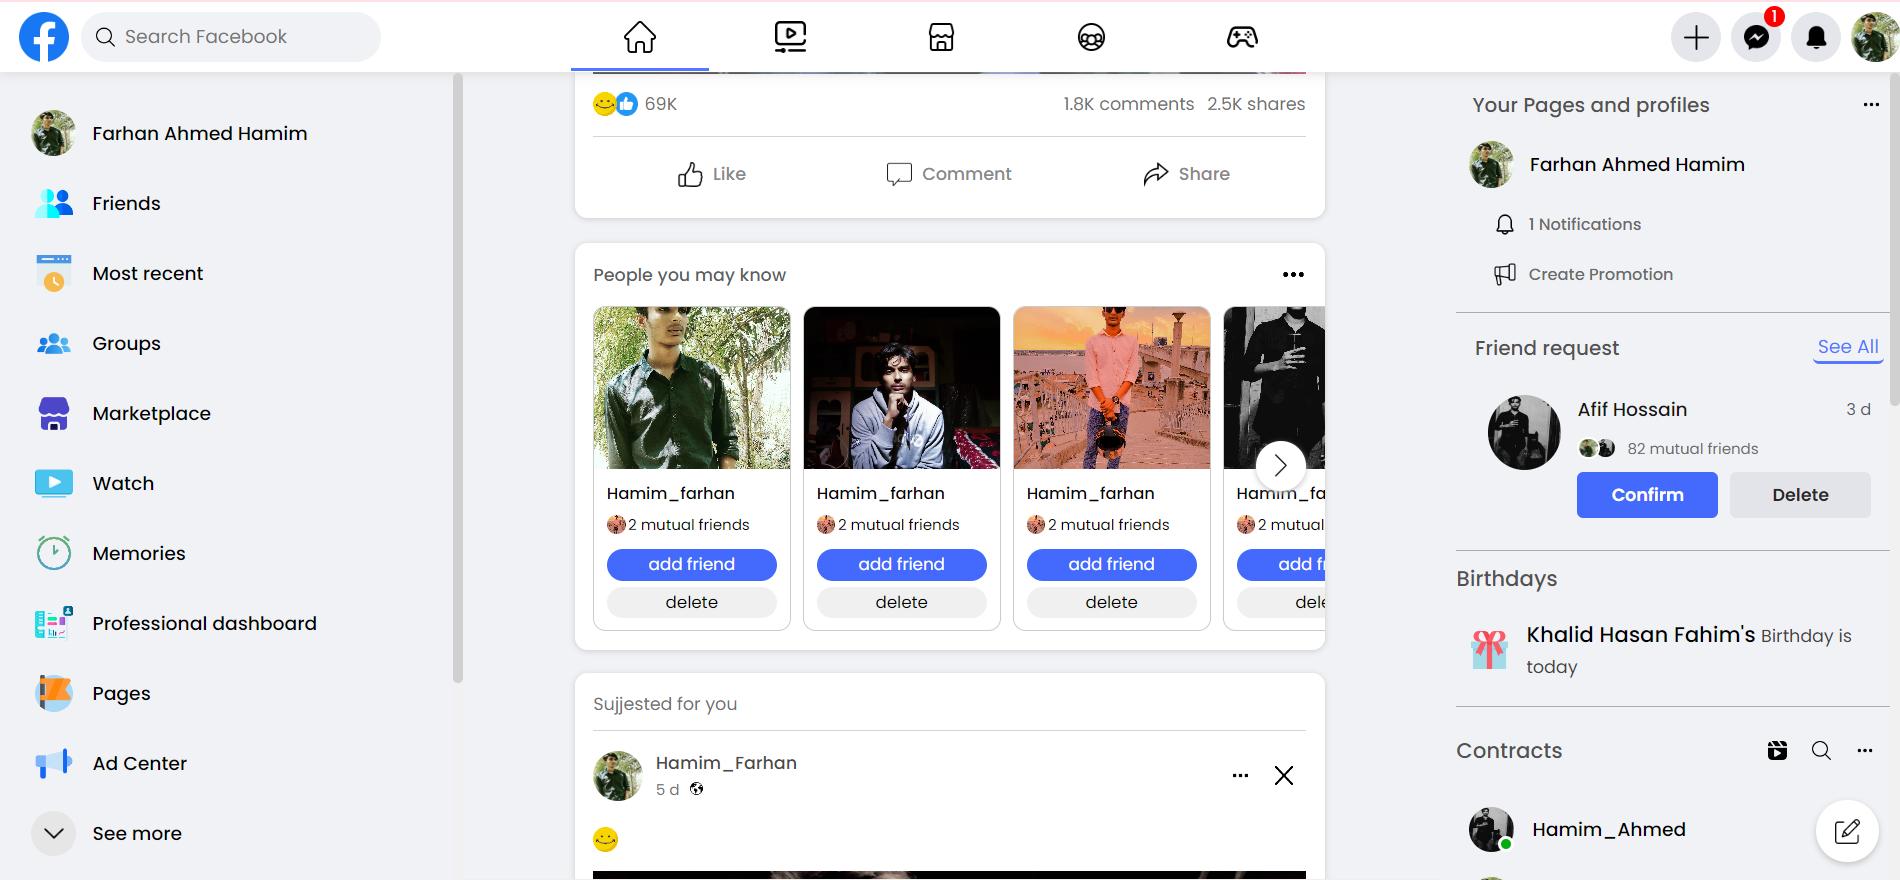 Search Facebook
1
Farhan Ahmed Hamim
Friends
Most recent
Groups
Marketplace
Watch
Memories
Professional dashboard
Pages
Ad Center
See more
69K
1.8K comments 2.5K shares
Like
Comment
Share
People you may know
Hamim_farhan
2 mutual friends
add friend
delete
Hamim_farhan
2 mutual friends
add friend
delete
Hamim_farhan
2 mutual friends
add friend
delete
2 mutual
Sujjested for you
Hamim_Farhan
5 d
Your Pages and profiles
Farhan Ahmed Hamim
1 Notifications
Create Promotion
Friend request
See All
Afif Hossain
3 d
82 mutual friends
Confirm
Delete
Birthdays
Khalid Hasan Fahim's Birthday is
today
Contracts
Hamim_Ahmed